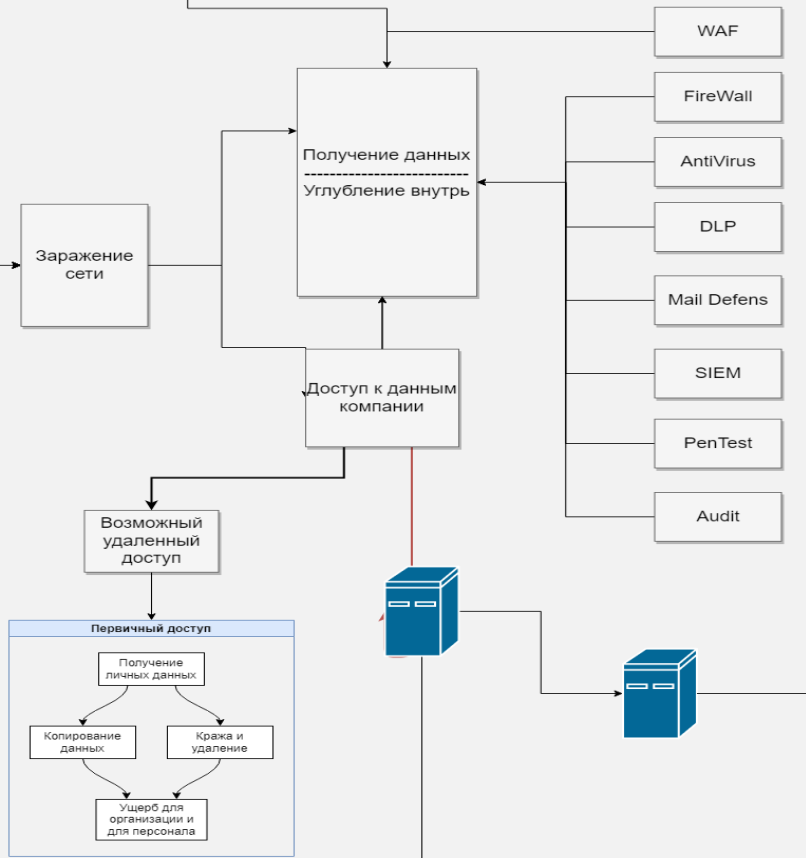 WAF
FireWall
AntiVirus
DLP
Mail Defens
SIEM
PenTest
Audit
Получение данных
Углубление внутрь
Заражение
сети
Доступ к данным
компании
Возможный
удаленный
доступ
Первичный доступ
Получение
личных данных
Копирование
данных
Кража и
удаление
Ущерб для
организации и
для персонала